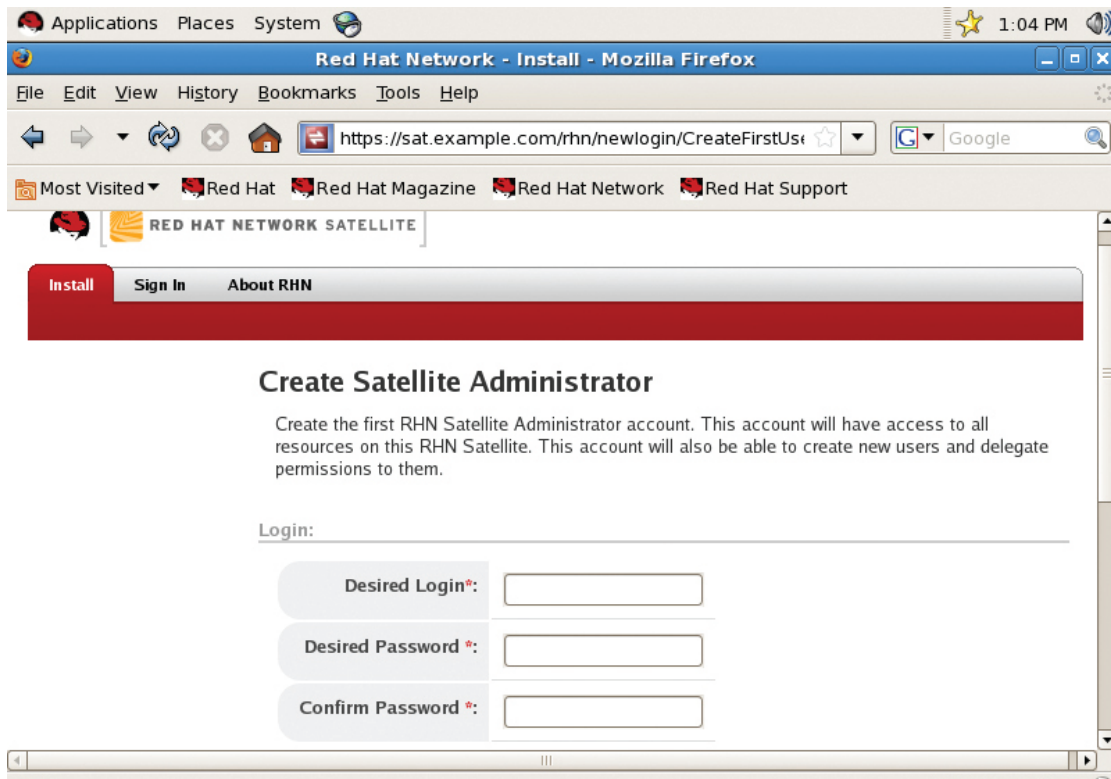 Applications Places System 1:04 PM
Red Hat Network - Install - Mozilla Firefox
File Edit View History Bookmarks Tools Help
https://sat.example.com/rhn/newlogin/CreateFirstUse G Google
Most Visited Red Hat Red Hat Magazine Red Hat Network Red Hat Support
RED HAT NETWORK SATELLITE
Install Sign In About RHN
Create Satellite Administrator
Create the first RHN Satellite Administrator account. This account will have access to all
resources on this RHN Satellite. This account will also be able to create new users and delegate
permissions to them.
Login:
Desired Login*:
Desired Password *:
Confirm Password *: